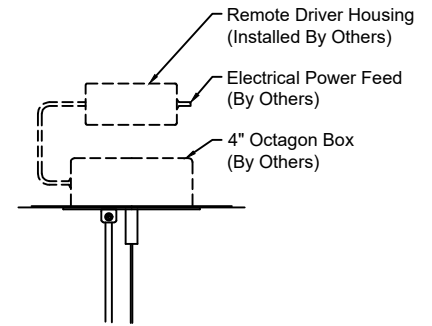 Remote Driver Housing
(Installed By Others)
Electrical Power Feed
(By Others)
4" Octagon Box
(By Others)